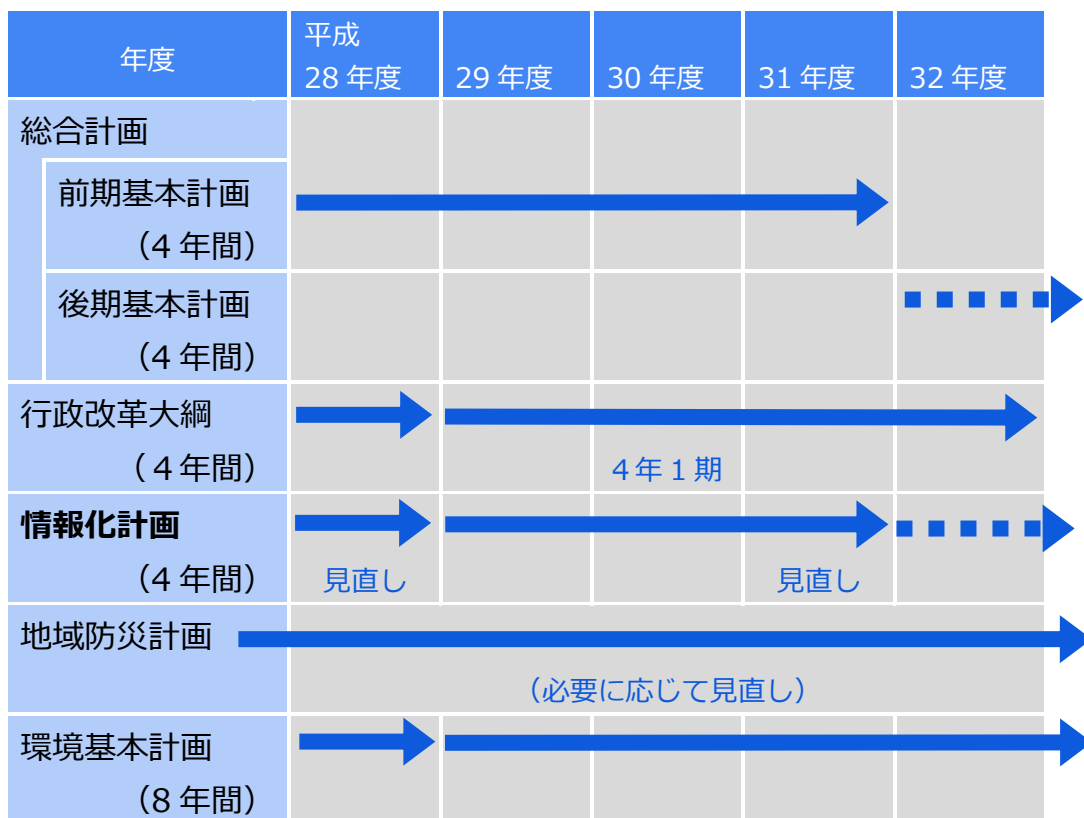 年度
平成
28 年度
29 年度
30 年度
31 年度
32 年度
総合計画
前期基本計画
（4 年間）
後期基本計画
（4 年間）
行政改革大綱
（４年間）
４年１期
情報化計画
（4 年間）
見直し
見直し
地域防災計画
（必要に応じて見直し）
環境基本計画
（8 年間）